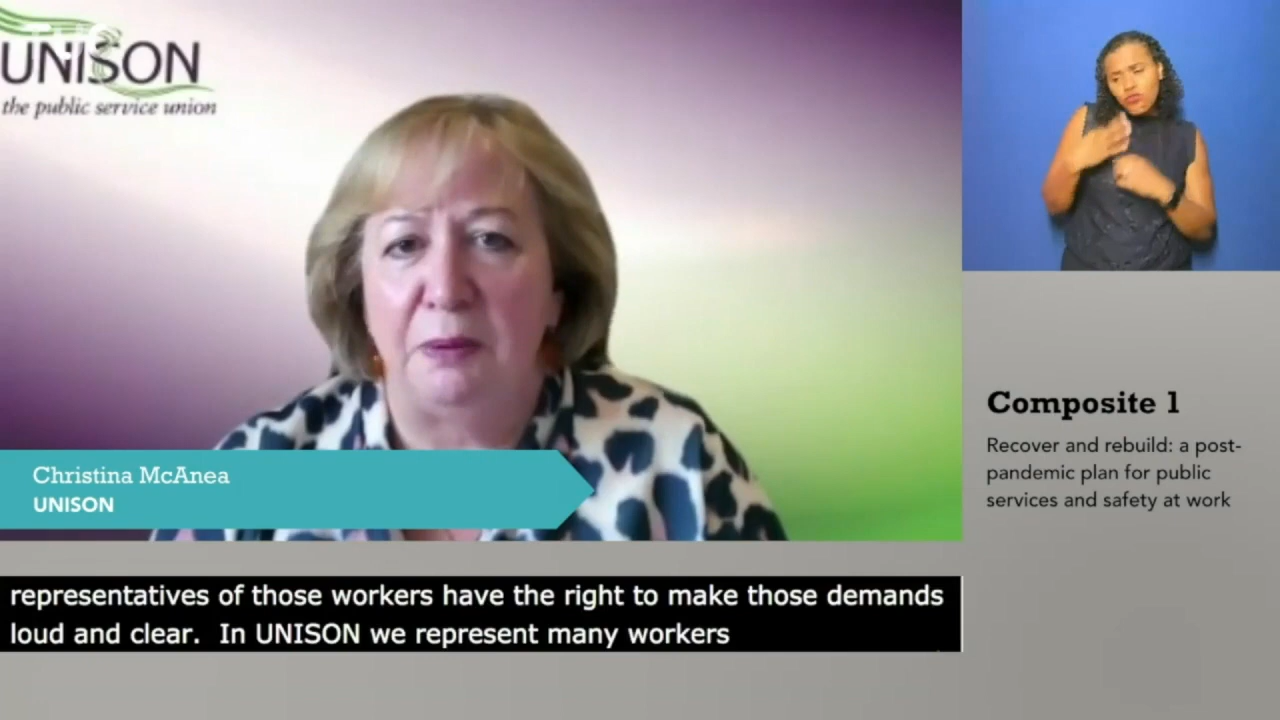 UNISON
the public service union
Christina McAnea
UNISON
Composite 1
Recover and rebuild: a post-
pandemic plan for public
services and safety at work
representatives of those workers have the right to make those demands
loud and clear. In UNISON we represent many workers